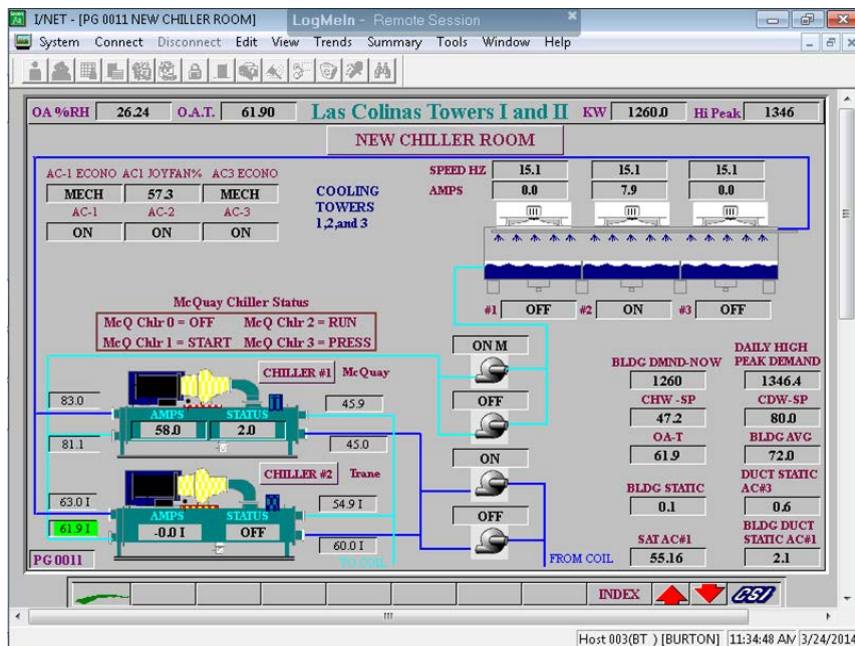 I/NET - [PG 0011 NEW CHILLER ROOM]
LogMeIn - Remote Session
System Connect Disconnect Edit View Trends Summary Tools Window Help
OA %RH 26.24 O.A.T. 61.90 Las Colinas Towers I and II KW 1260.0 Hi Peak 1346
NEW CHILLER ROOM
AC-1 ECONO AC1 JOYFAN% AC3 ECONO
MECH 57.3 MECH
AC-1 AC-2 AC-3
ON ON ON
COOLING
TOWERS
1,2,and 3
SPEED HZ 15.1 15.1 15.1
AMPS 0.0 7.9 0.0
#1 OFF #2 ON #3 OFF
McQuay Chiller Status
McQ Chlr 0 = OFF McQ Chlr 2 = RUN
McQ Chlr 1 = START McQ Chlr 3 = PRESS
CHILLER #1 McQuay
83.0 45.9
AMPS STATUS
58.0 2.0
81.1 45.0
CHILLER #2 Trane
63.0 I 54.9 I
AMPS STATUS
-0.0 I OFF
61.9 I 60.0 I
ON M
OFF
ON
OFF
TO COIL
FROM COIL
BLDG DMND-NOW
1260
DAILY HIGH
PEAK DEMAND
1346.4
CHW -SP
47.2
CDW-SP
80.0
OA-T
61.9
BLDG AVG
72.0
BLDG STATIC
0.1
DUCT STATIC
AC#3
0.6
SAT AC#1
55.16
BLDG DUCT
STATIC AC#1
2.1
PG 0011
INDEX CSI
Host 003(BT ) [BURTON] 11:34:48 AM 3/24/2014